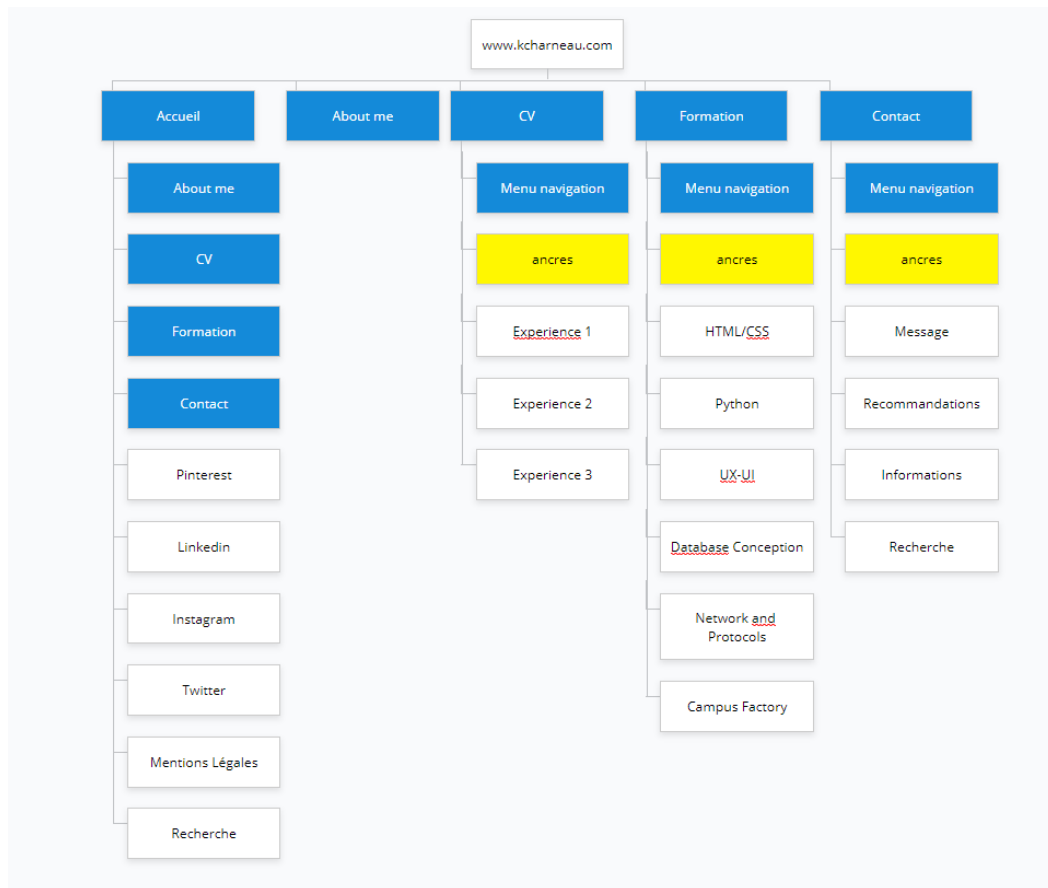 www.kcharneau.com
Accueil
About me
CV
Formation
Contact
About me
CV
Formation
Contact
Pinterest
Linkedin
Instagram
Twitter
Mentions Légales
Recherche
Menu navigation
ancres
Experience 1
Experience 2
Experience 3
Menu navigation
ancres
HTML/CSS
Python
UX-UI
Database Conception
Network and
Protocols
Campus Factory
Menu navigation
ancres
Message
Recommandations
Informations
Recherche